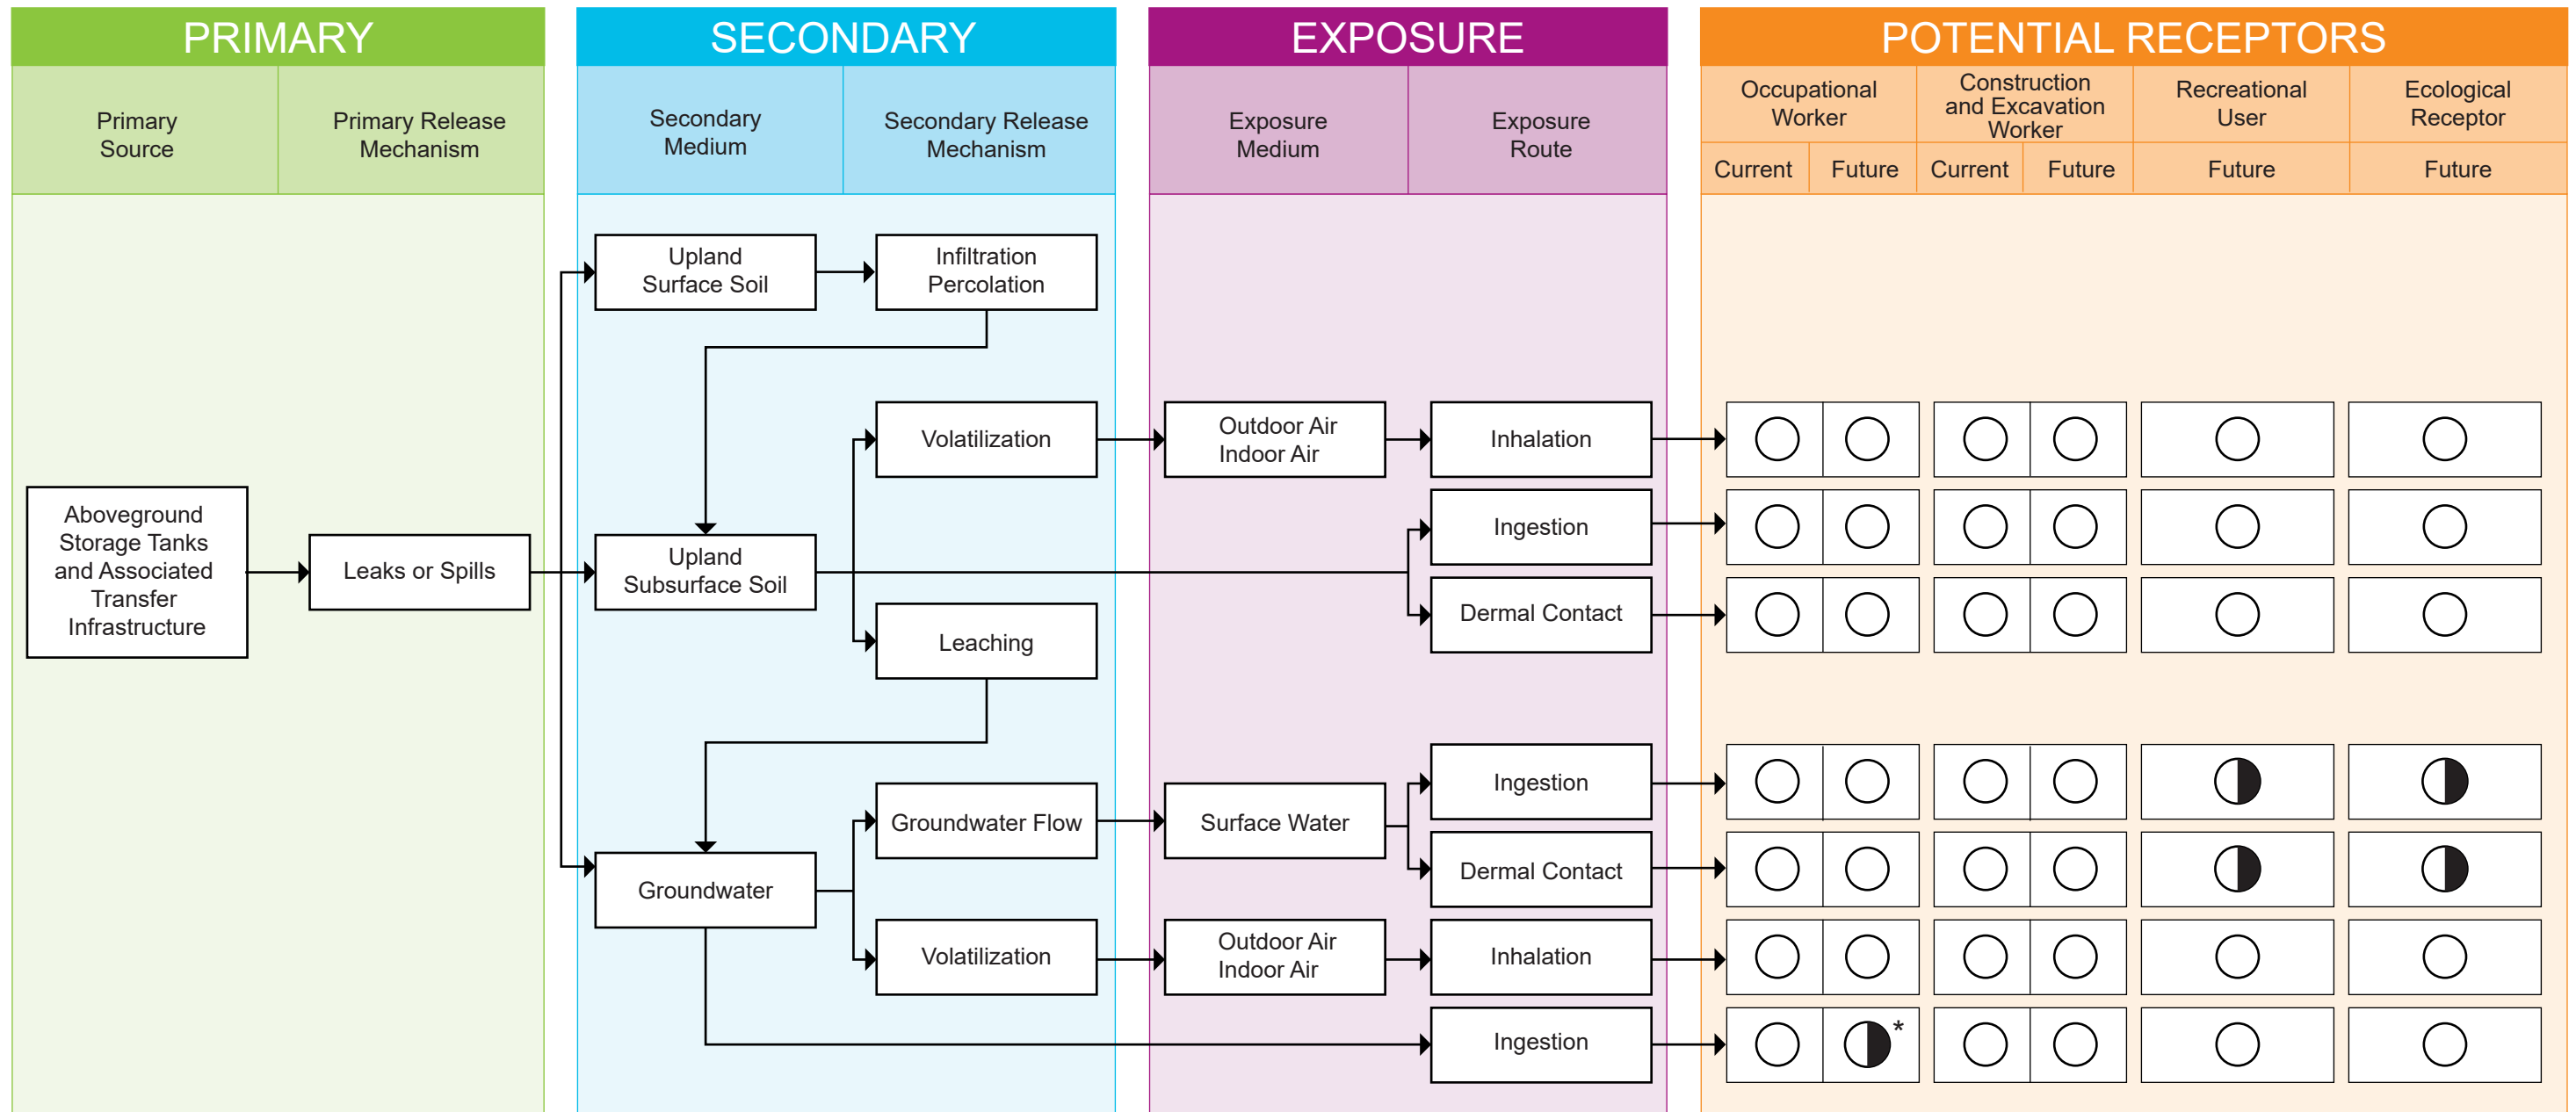 PRIMARY
SECONDARY
EXPOSURE
POTENTIAL RECEPTORS
Primary
Source
Primary Release
Mechanism
Secondary
Medium
Secondary Release
Mechanism
Exposure
Medium
Exposure
Route
Occupational
Worker
Construction
and Excavation
Worker
Recreational
User
Ecological
Receptor
Current
Future
Current
Future
Future
Future
Upland
Surface Soil
Infiltration
Percolation
Volatilization
Outdoor Air
Indoor Air
Inhalation
Aboveground
Storage Tanks
and Associated
Transfer
Infrastructure
Leaks or Spills
Upland
Subsurface Soil
Ingestion
Dermal Contact
Leaching
Groundwater
Groundwater Flow
Surface Water
Ingestion
Dermal Contact
Volatilization
Outdoor Air
Indoor Air
Inhalation
Ingestion
*